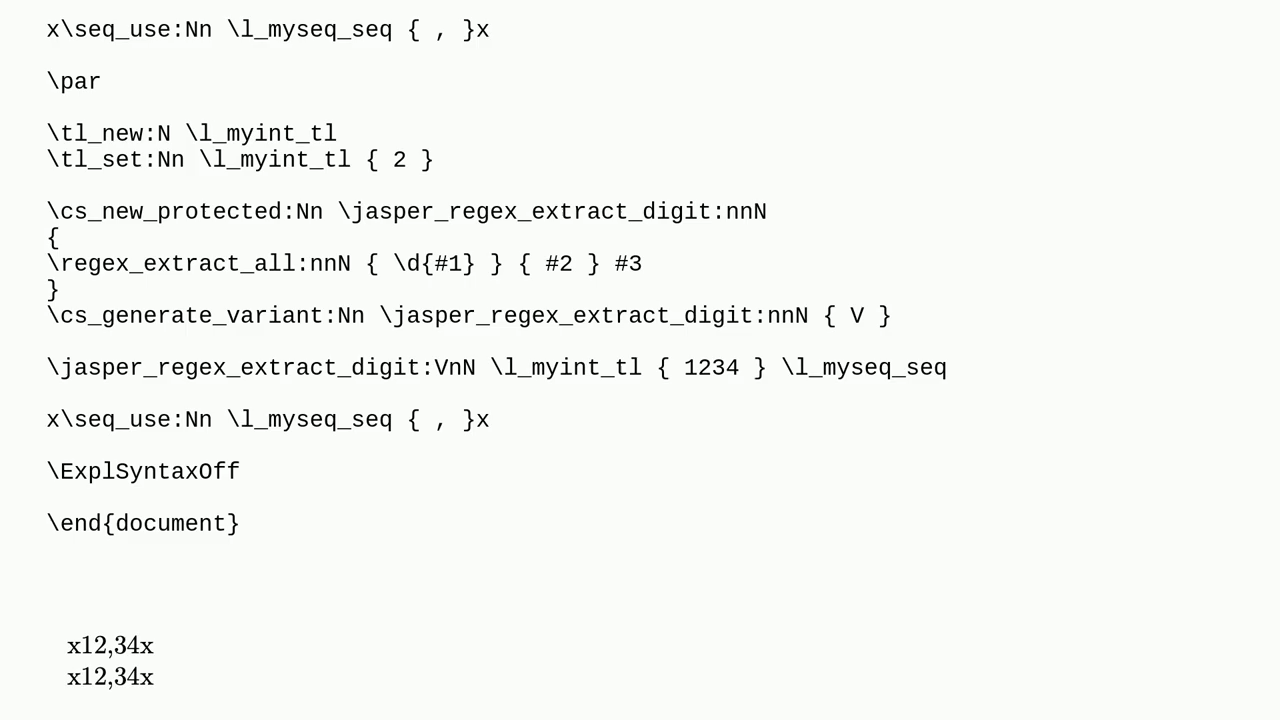 x\seq_use:Nn \l_myseq_seq { , }x
\par
\tl_new:N \l_myint_tl
\tl_set:Nn \l_myint_tl { 2 }
\cs_new_protected:Nn \jasper_regex_extract_digit:nnN
{
\regex_extract_all:nnN { \d{#1} } { #2 } #3
}
\cs_generate_variant:Nn \jasper_regex_extract_digit:nnN { V }
\jasper_regex_extract_digit:VnN \l_myint_tl { 1234 } \l_myseq_seq
x\seq_use:Nn \l_myseq_seq { , }x
\ExplSyntaxOff
\end{document}
x12,34x
x12,34x